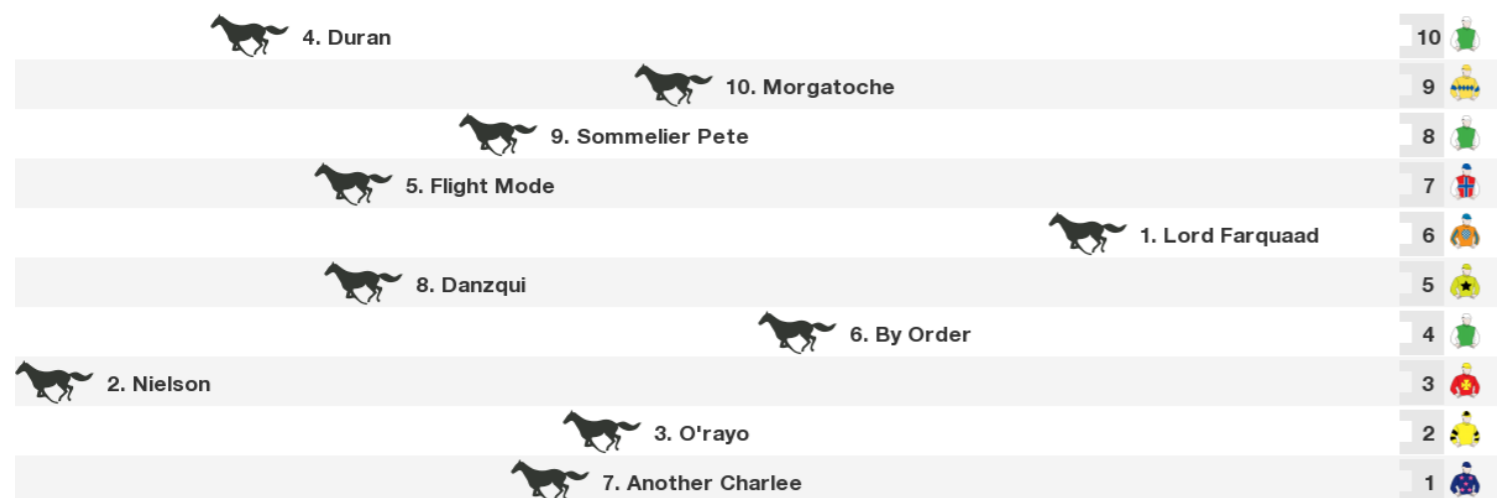 4. Duran 10
10. Morgatoche 9
9. Sommelier Pete 8
5. Flight Mode 7
1. Lord Farquaad 6
8. Danzqui 5
6. By Order 4
2. Nielson 3
3. O'rayo 2
7. Another Charlee 1